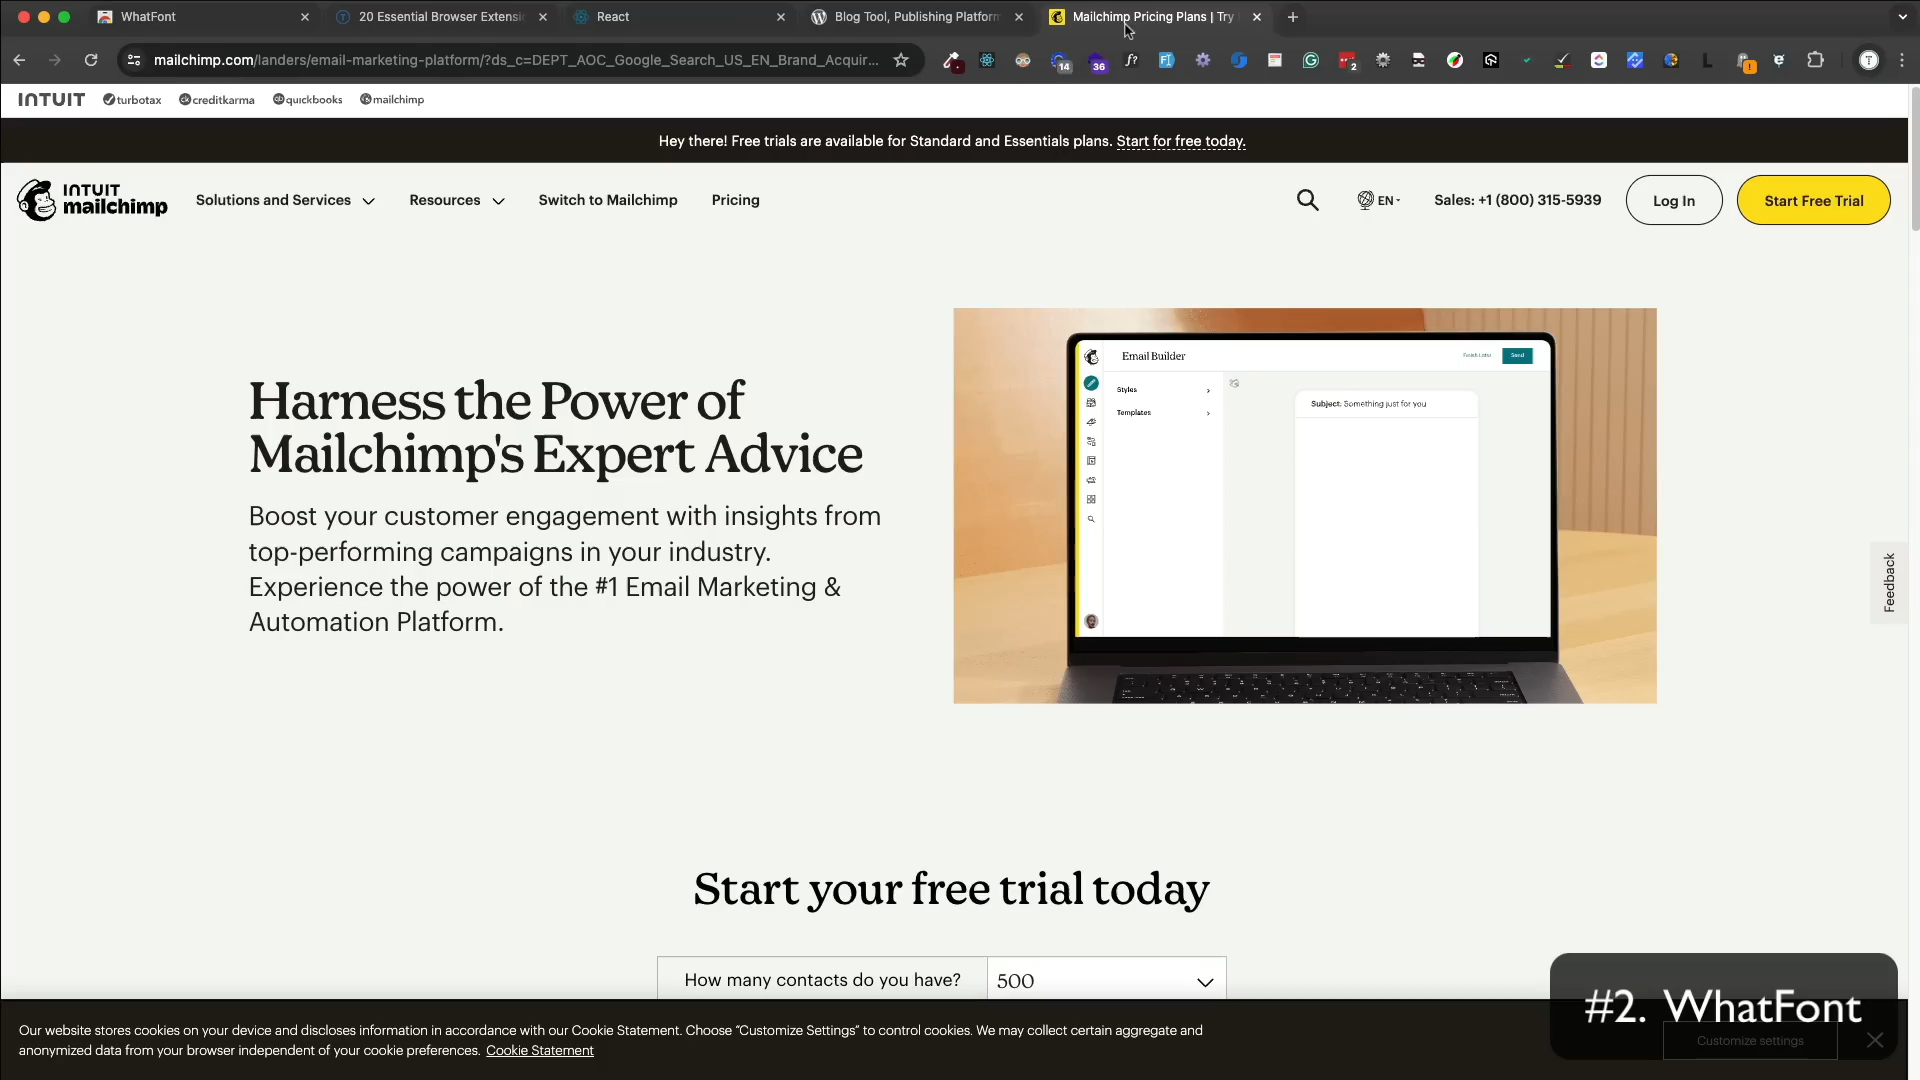 WhatFont
20 Essential Browser Extensi
React
Blog Tool, Publishing Platform
Mailchimp Pricing Plans | Try
mailchimp.com/landers/email-marketing-platform/?ds_c=DEPT_AOC_Google_Search_US_EN_Brand_Acquir...
14
36
f?
2
T
INTUIT
turbotax
creditkarma
quickbooks
mailchimp
Hey there! Free trials are available for Standard and Essentials plans. Start for free today.
INTUIT
mailchimp
Solutions and Services
Resources
Switch to Mailchimp
Pricing
EN
Sales: +1 (800) 315-5939
Log In
Start Free Trial
Harness the Power of
Mailchimp's Expert Advice
Boost your customer engagement with insights from
top-performing campaigns in your industry.
Experience the power of the #1 Email Marketing &
Automation Platform.
Email Builder
Finish Later
Send
Styles
Templates
Subject: Something just for you
Feedback
Start your free trial today
How many contacts do you have?
500
Our website stores cookies on your device and discloses information in accordance with our Cookie Statement. Choose “Customize Settings” to control cookies. We may collect certain aggregate and
anonymized data from your browser independent of your cookie preferences. Cookie Statement
#2. WhatFont
Customize settings